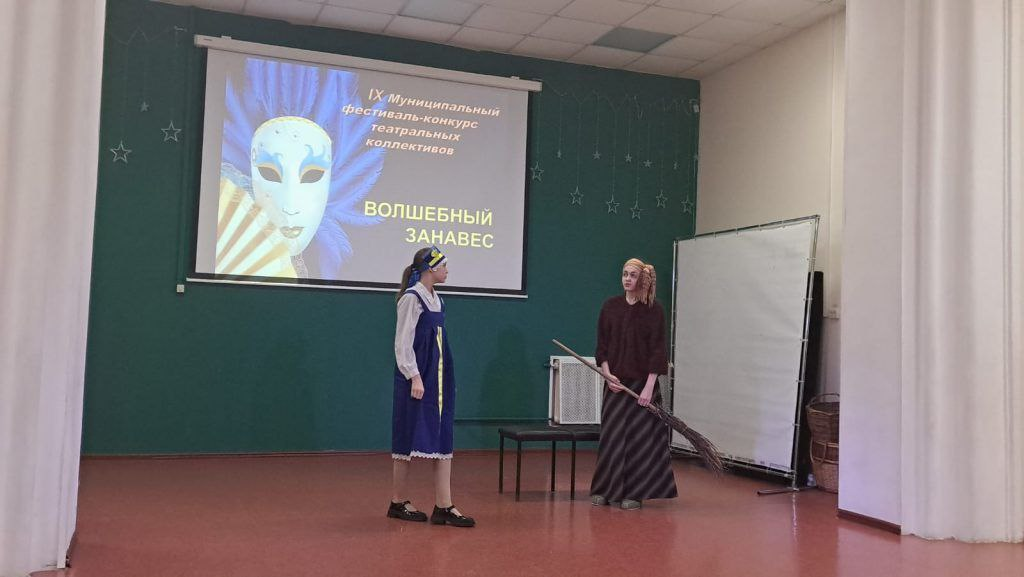 IX Муниципальный
фестиваль-конкурс
театральных
коллективов
ВОЛШЕБНЫЙ
ЗАНАВЕС